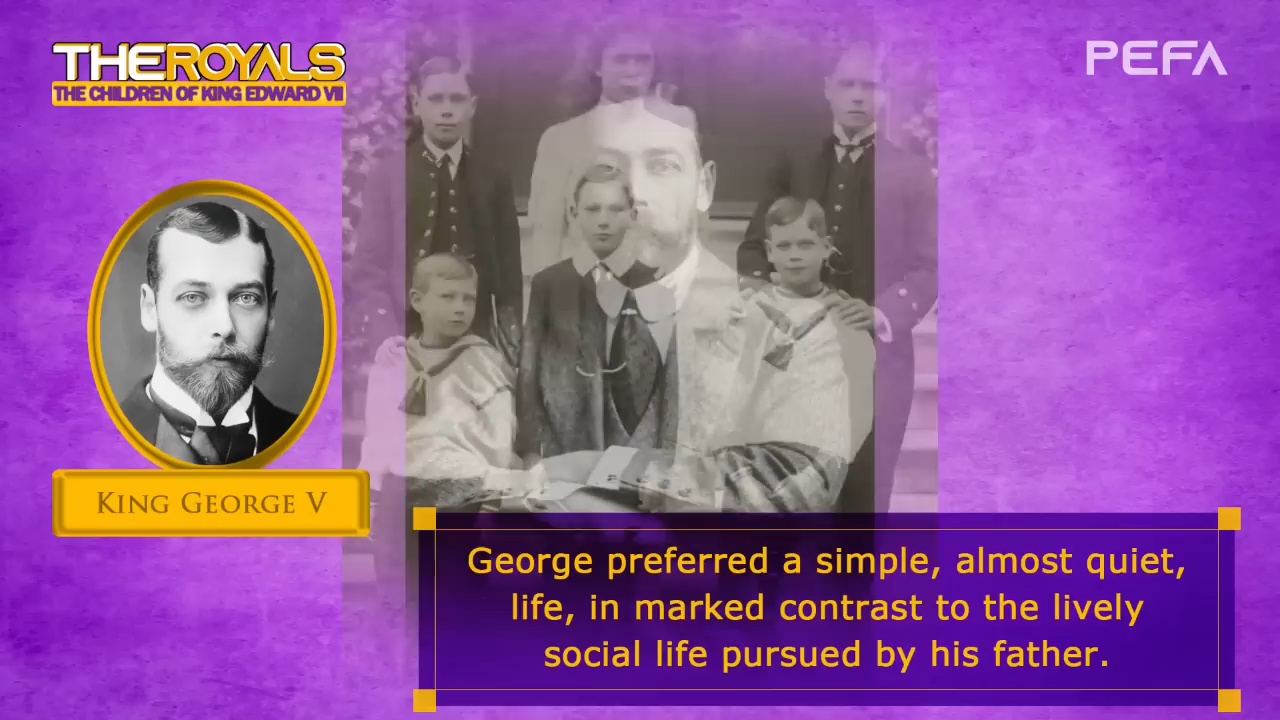 THEROYALS
THE CHILDREN OF KING EDWARD VII
PEFA
KING GEORGE V
George preferred a simple, almost quiet,
life, in marked contrast to the lively
social life pursued by his father.